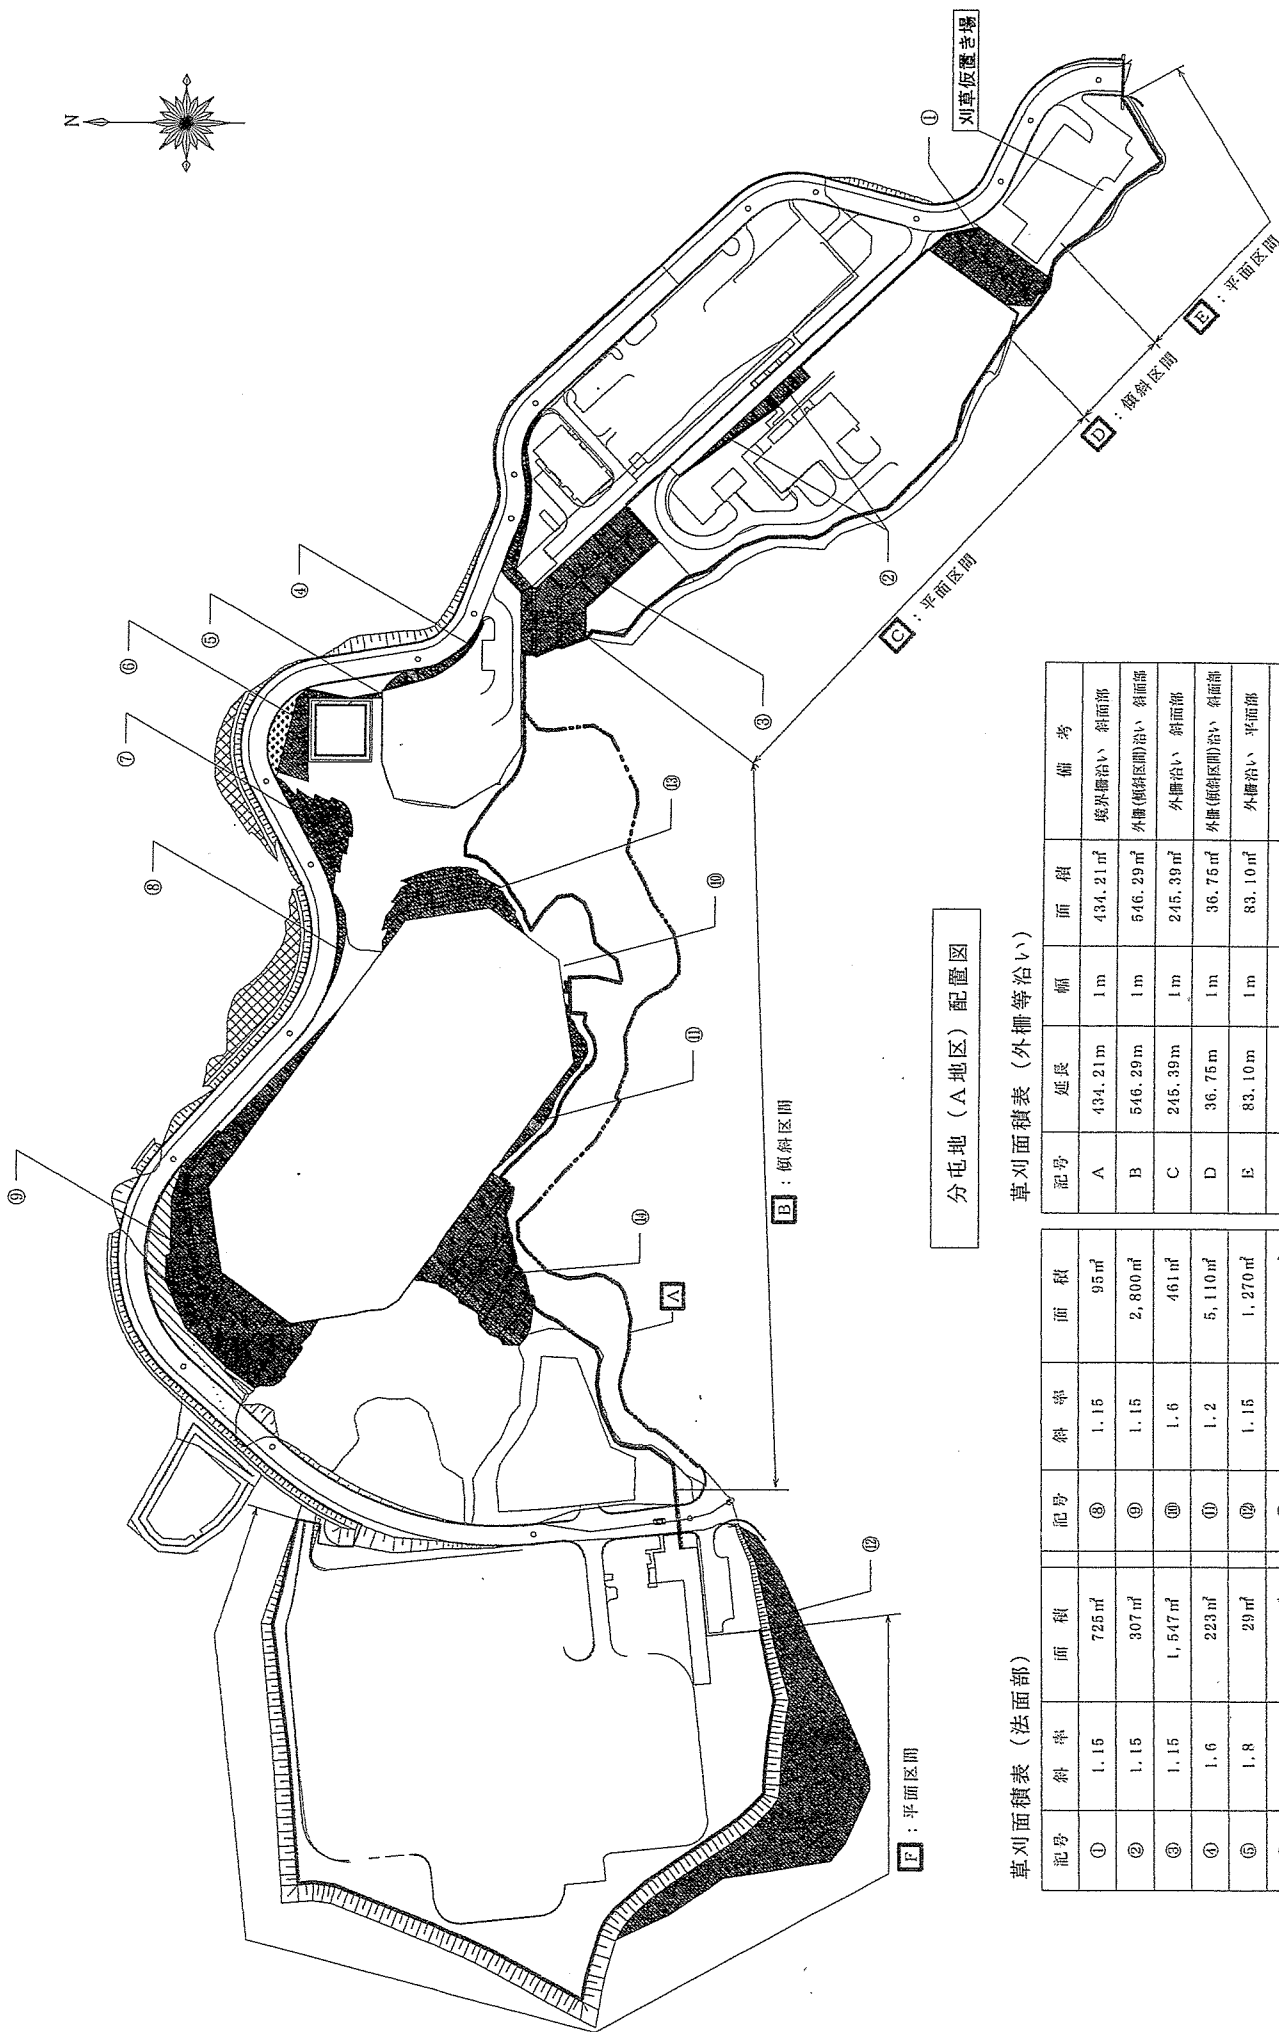 N
⑨
⑧
⑦
⑥
⑤
④
①
刈草仮置き場
③
②
⑬
⑩
⑪
⑭
⑫
A
B：傾斜区間
C：平面区間
D：傾斜区間
E：平面区間
F：平面区間
分屯地（A地区）配置図
草刈面積表（法面部）
記号 斜率 面積 記号 斜率 面積
① 1.15 725㎡ ⑧ 1.15 95㎡
② 1.15 307㎡ ⑨ 1.15 2,800㎡
③ 1.15 1,547㎡ ⑩ 1.6 461㎡
④ 1.6 223㎡ ⑪ 1.2 5,110㎡
⑤ 1.8 29㎡ ⑫ 1.15 1,270㎡
草刈面積表（外柵等沿い）
記号 延長 幅 面積 備考
A 434.21m 1m 434.21㎡ 境界柵沿い 斜面部
B 546.29m 1m 546.29㎡ 外柵(傾斜区間)沿い 斜面部
C 245.39m 1m 245.39㎡ 外柵沿い 斜面部
D 36.75m 1m 36.75㎡ 外柵(傾斜区間)沿い 斜面部
E 83.10m 1m 83.10㎡ 外柵沿い 平面部